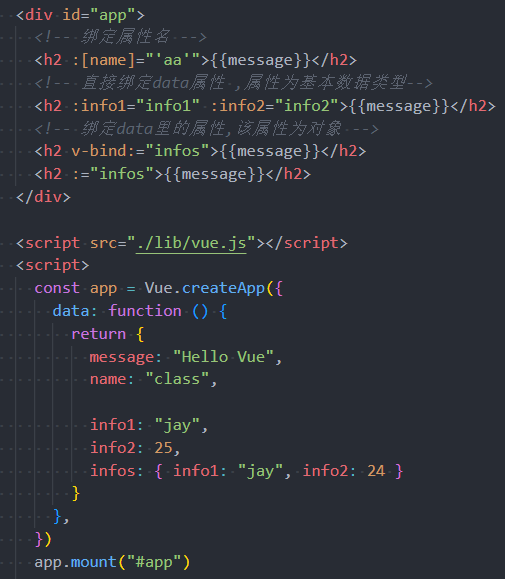 <div id="app">
<!-- 绑定属性名 -->
<h2 :[name]="'aa'">{{message}}</h2>
<!-- 直接绑定data属性 ,属性为基本数据类型-->
<h2 :info1="info1" :info2="info2">{{message}}</h2>
<!-- 绑定data里的属性,该属性为对象 -->
<h2 v-bind:="infos">{{message}}</h2>
<h2 :="infos">{{message}}</h2>
</div>
<script src="./lib/vue.js"></script>
<script>
const app = Vue.createApp({
data: function () {
return {
message: "Hello Vue",
name: "class",
info1: "jay",
info2: 25,
infos: { info1: "jay", info2: 24 }
}
},
})
app.mount("#app")